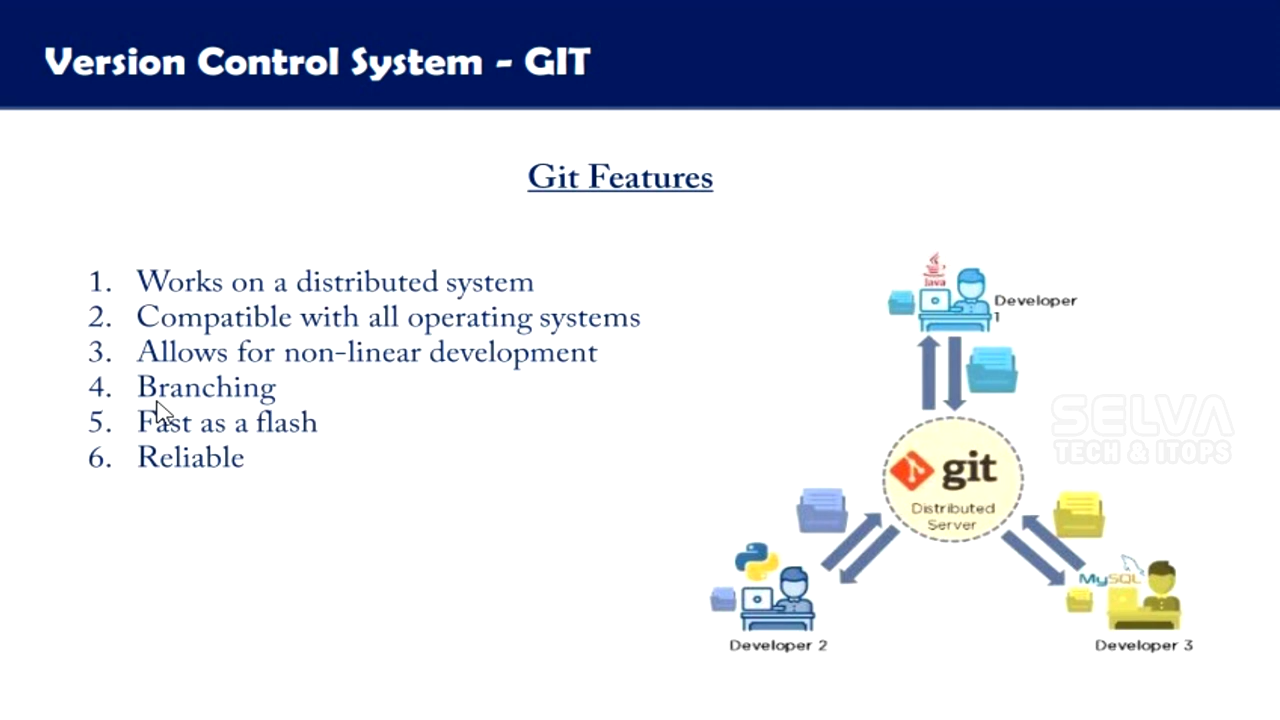 Version Control System - GIT
Git Features
1. Works on a distributed system
2. Compatible with all operating systems
3. Allows for non-linear development
4. Branching
5. Fast as a flash
6. Reliable
Java
Developer
1
SELVA
TECH & ITOPS
git
Distributed
Server
MySQL
Developer 2
Developer 3